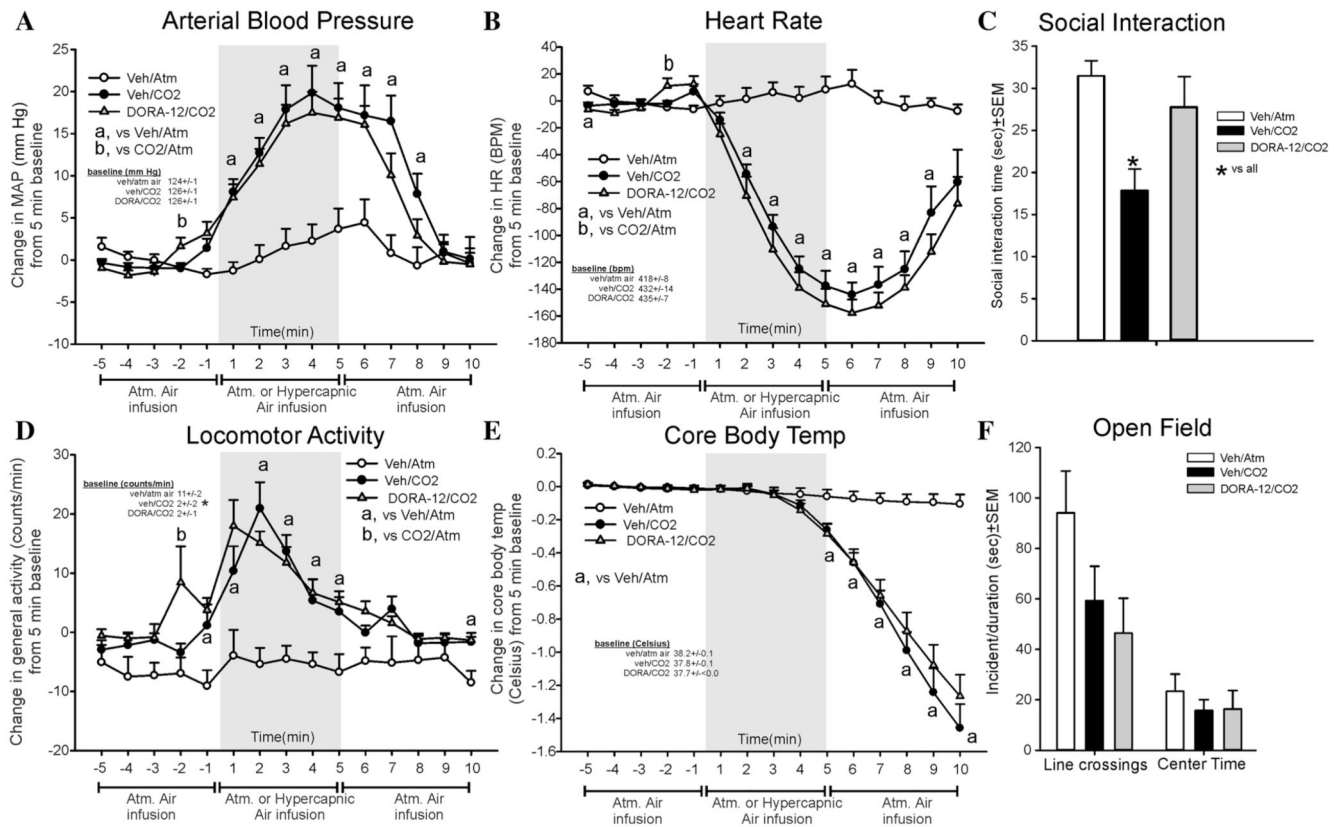 A
Arterial Blood Pressure
Change in MAP (mm Hg)
from 5 min baseline
25
20
15
10
5
0
-5
-10
Veh/Atm
Veh/CO2
DORA-12/CO2
a, vs Veh/Atm
b, vs CO2/Atm
baseline (mm Hg)
veh/atm air 124+/-1
veh/CO2 126+/-1
DORA/CO2 126+/-1
b
a
a
a
a
a
a
a
a
Time(min)
-5 -4 -3 -2 -1 1 2 3 4 5 6 7 8 9 10
Atm. Air
infusion
Atm. or Hypercapnic
Air infusion
Atm. Air
infusion
B
Heart Rate
Change in HR (BPM)
from 5 min baseline
40
20
0
-20
-40
-60
-80
-100
-120
-140
-160
-180
a
b
Veh/Atm
Veh/CO2
DORA-12/CO2
a, vs Veh/Atm
b, vs CO2/Atm
baseline (bpm)
veh/atm air 418+/-8
veh/CO2 432+/-14
DORA/CO2 435+/-7
a
a
a
a
a
a
a
a
Time(min)
-5 -4 -3 -2 -1 1 2 3 4 5 6 7 8 9 10
Atm. Air
infusion
Atm. or Hypercapnic
Air infusion
Atm. Air
infusion
C
Social Interaction
Social interaction time (sec)±SEM
35
30
25
20
15
10
5
0
*
Veh/Atm
Veh/CO2
DORA-12/CO2
* vs all
D
Locomotor Activity
Change in general activity (counts/min)
from 5 min baseline
30
20
10
0
-10
-20
baseline (counts/min)
veh/atm air 11+/-2
veh/CO2 2+/-2 *
DORA/CO2 2+/-1
Veh/Atm
Veh/CO2
DORA-12/CO2
a, vs Veh/Atm
b, vs CO2/Atm
b
a
a
a
a
a
a
a
Time(min)
-5 -4 -3 -2 -1 1 2 3 4 5 6 7 8 9 10
Atm. Air
infusion
Atm. or Hypercapnic
Air infusion
Atm. Air
infusion
E
Core Body Temp
Change in core body temp
(Celsius) from 5 min baseline
0.2
0.0
-0.2
-0.4
-0.6
-0.8
-1.0
-1.2
-1.4
-1.6
Veh/Atm
Veh/CO2
DORA-12/CO2
a, vs Veh/Atm
baseline (Celsius)
veh/atm air 38.2+/-0.1
veh/CO2 37.8+/-0.1
DORA/CO2 37.7+/-<0.0
a
a
a
a
a
a
Time(min)
-5 -4 -3 -2 -1 1 2 3 4 5 6 7 8 9 10
Atm. Air
infusion
Atm. or Hypercapnic
Air infusion
Atm. Air
infusion
F
Open Field
Incident/duration (sec)±SEM
120
100
80
60
40
20
0
Veh/Atm
Veh/CO2
DORA-12/CO2
Line crossings
Center Time